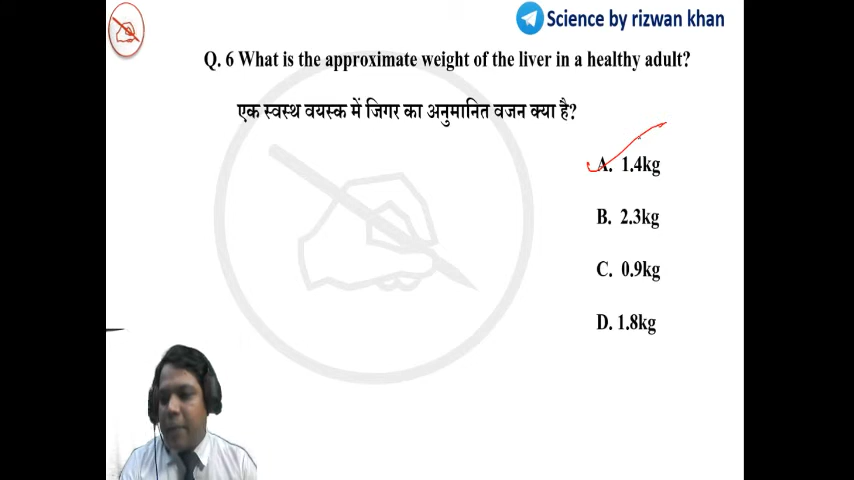 Science by rizwan khan
Q. 6 What is the approximate weight of the liver in a healthy adult?
एक स्वस्थ वयस्क में जिगर का अनुमानित वजन क्या है?
A. 1.4kg
B. 2.3kg
C. 0.9kg
D. 1.8kg